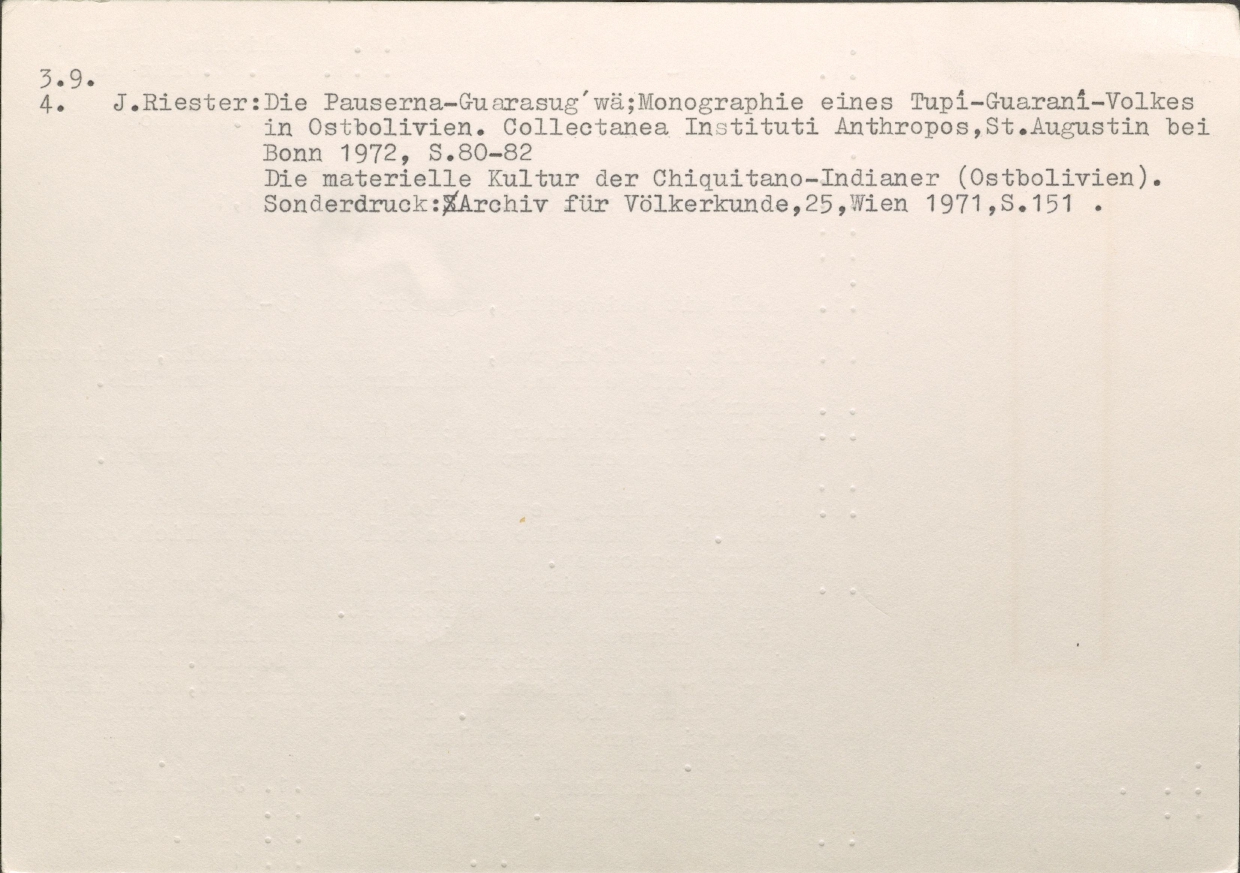 3.9.
4. J.Riester:Die Pauserna-Guarasug´wä;Monographie eines Tupí-Guaraní-Volkes
in Ostbolivien. Collectanea Instituti Anthropos,St.Augustin bei
Bonn 1972, S.80-82
Die materielle Kultur der Chiquitano-Indianer (Ostbolivien).
Sonderdruck:Archiv für Völkerkunde,25,Wien 1971,S.151 .